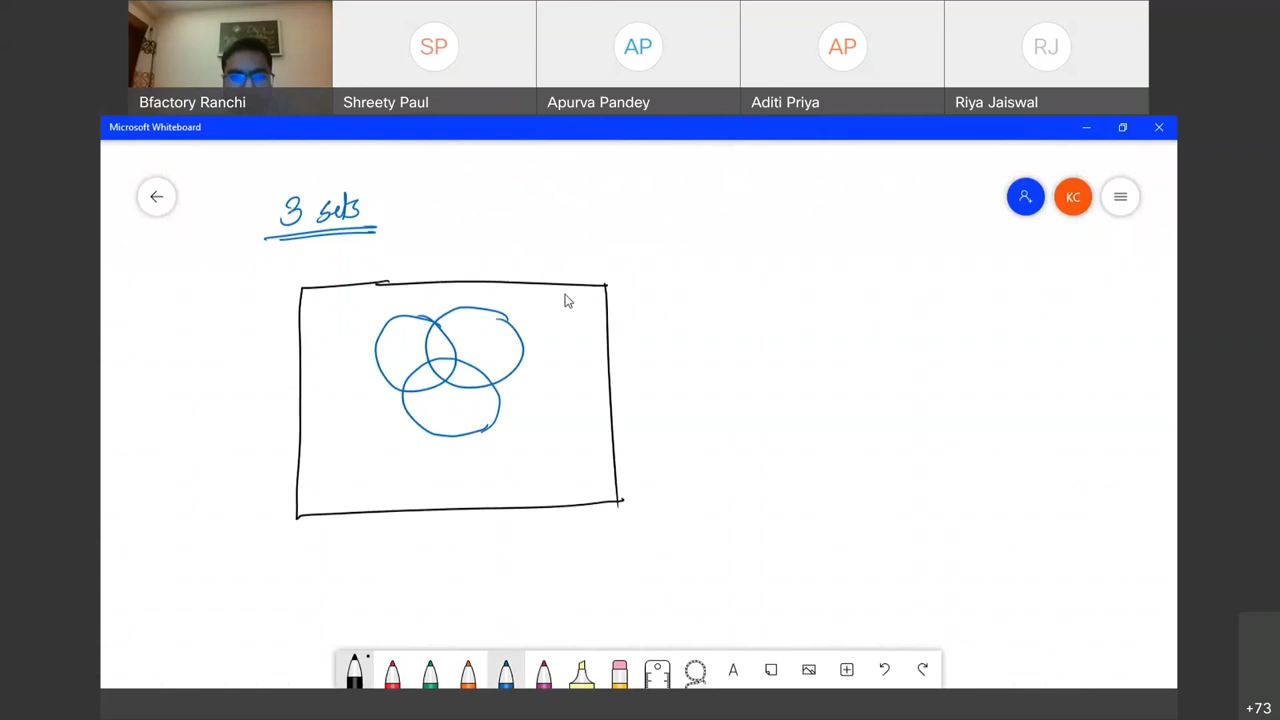 SP
AP
AP
RJ
Bfactory Ranchi
Shreety Paul
Apurva Pandey
Aditi Priya
Riya Jaiswal
Microsoft Whiteboard
KC
3 sets
A
+73